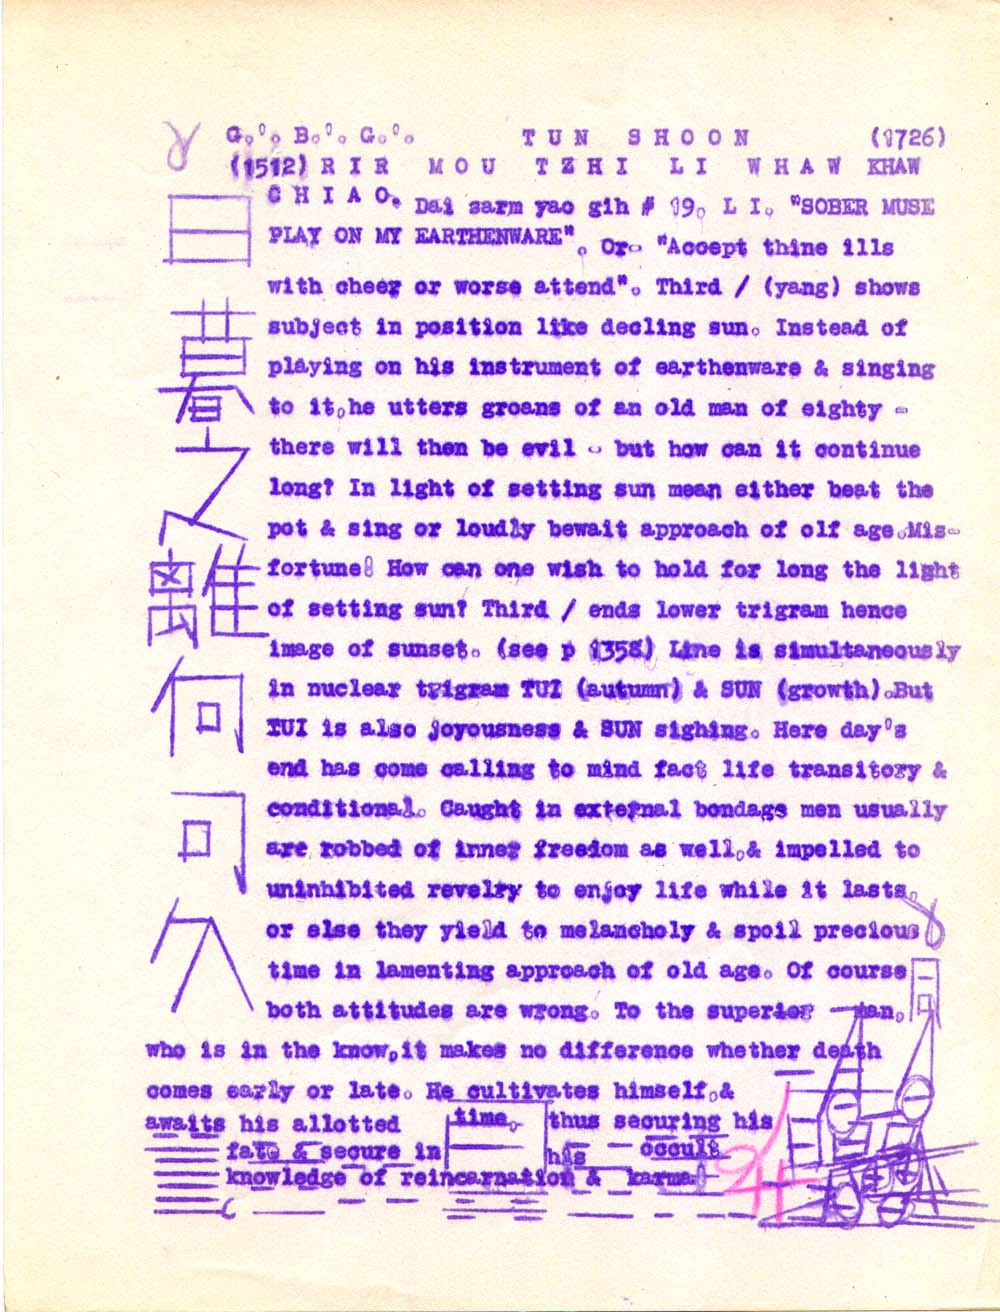 G.'. B.'. G.'. TUN SHOON (1726)
(1512) RIR MOU TZHI LI WHAW KHAW
CHIAO. Dai sarm yao gih # 19. LI. "SOBER MUSE
PLAY ON MY EARTHENWARE". Or- "Accept thine ills
with cheer or worse attend". Third / (yang) shows
subject in position like decling sun. Instead of
playing on his instrument of earthenware & singing
to it,he utters groans of an old man of eighty -
there will then be evil - but how can it continue
long? In light of setting sun mean either beat the
pot & sing or loudly bewait approach of olf age.Mis-
fortune! How can one wish to hold for long the light
of setting sun? Third / ends lower trigram hence
image of sunset. (see p 1358) Line is simultaneously
in nuclear trigram TUI (autumn) & SUN (growth).But
TUI is also joyousness & SUN sighing. Here day's
end has come calling to mind fact life transitory &
conditional. Caught in external bondage men usually
are robbed of inner freedom as well,& impelled to
uninhibited revelry to enjoy life while it lasts,
or else they yield to melancholy & spoil precious
time in lamenting approach of old age. Of course
both attitudes are wrong. To the superior man,
who is in the know,it makes no difference whether death
comes early or late. He cultivates himself,&
awaits his allotted time, thus securing his
fate & secure in his occult
knowledge of reincarnation & karma!
日
昃
之
離
何
可
久